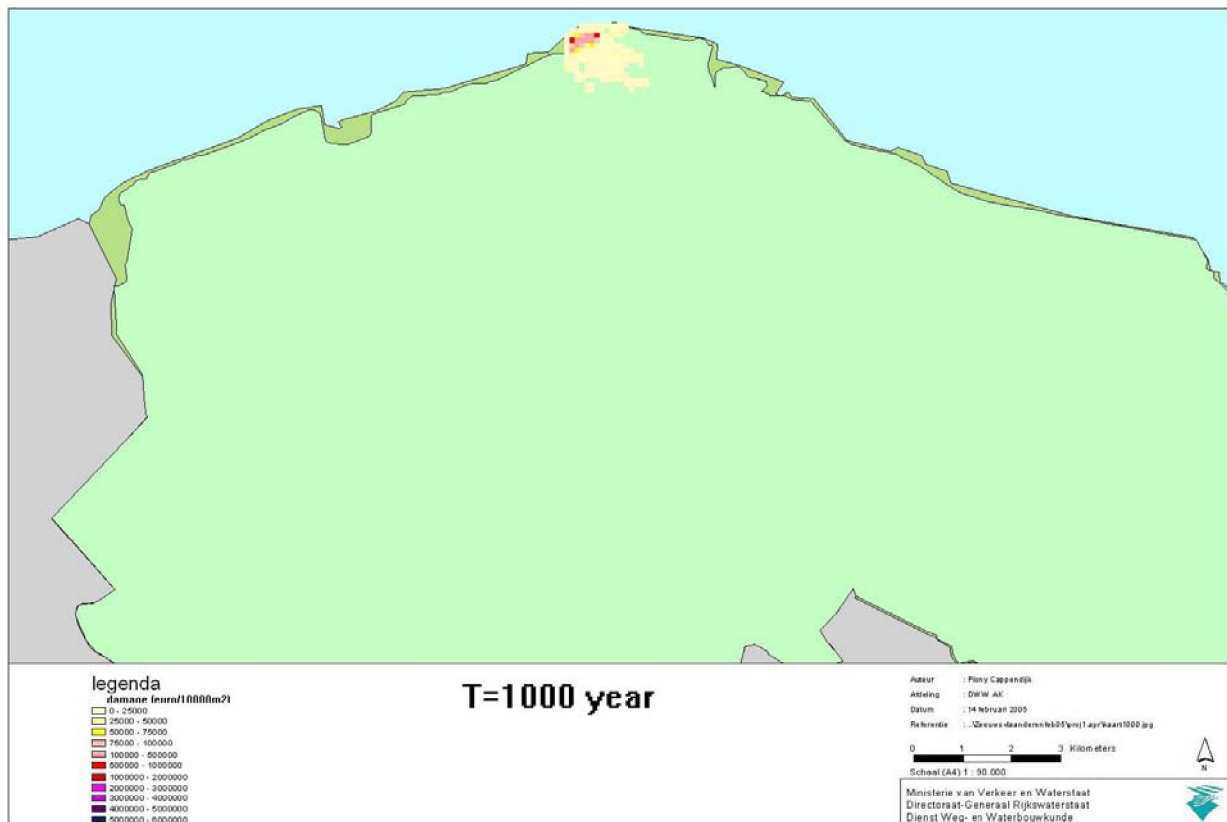 legenda
damage (euro/10000m2)
0 - 25000
25000 - 50000
50000 - 75000
75000 - 100000
100000 - 500000
500000 - 1000000
1000000 - 2000000
2000000 - 3000000
3000000 - 4000000
4000000 - 5000000
5000000 - 6000000
T=1000 year
Auteur : Plony Cappendijk
Afdeling : DWW AK
Datum : 14 februari 2005
Referentie
0 1 2 3 Kilometers
Schaal (A4) 1 : 90.000
N
Ministerie van Verkeer en Waterstaat
Directoraat-Generaal Rijkswaterstaat
Dienst Weg- en Waterbouwkunde